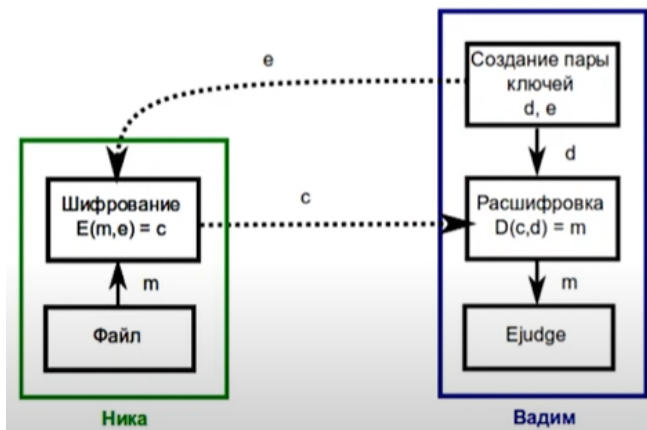 e
Создание пары
ключей
d, e
d
Шифрование
E(m,e) = c
c
Расшифровка
D(c,d) = m
m
m
Файл
Ejudge
Ника
Вадим